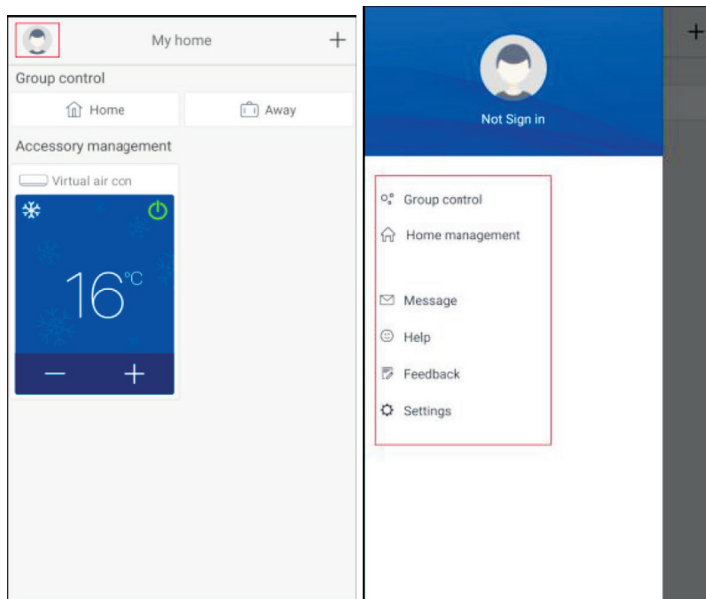 My home
+
Group control
Home
Away
Accessory management
Virtual air con
16°C
— +
Not Sign in
Group control
Home management
Message
Help
Feedback
Settings
+